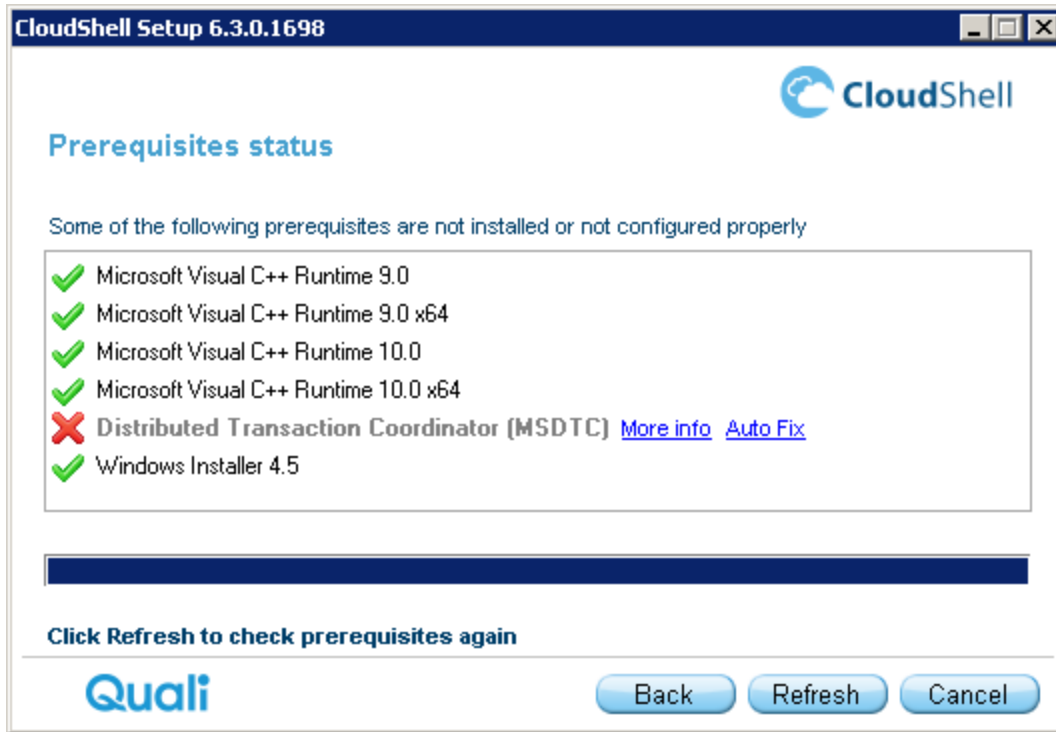 CloudShell Setup 6.3.0.1698
CloudShell
Prerequisites status
Some of the following prerequisites are not installed or not configured properly
Microsoft Visual C++ Runtime 9.0
Microsoft Visual C++ Runtime 9.0 x64
Microsoft Visual C++ Runtime 10.0
Microsoft Visual C++ Runtime 10.0 x64
Distributed Transaction Coordinator (MSDTC) More info Auto Fix
Windows Installer 4.5
Click Refresh to check prerequisites again
Quali Back Refresh Cancel